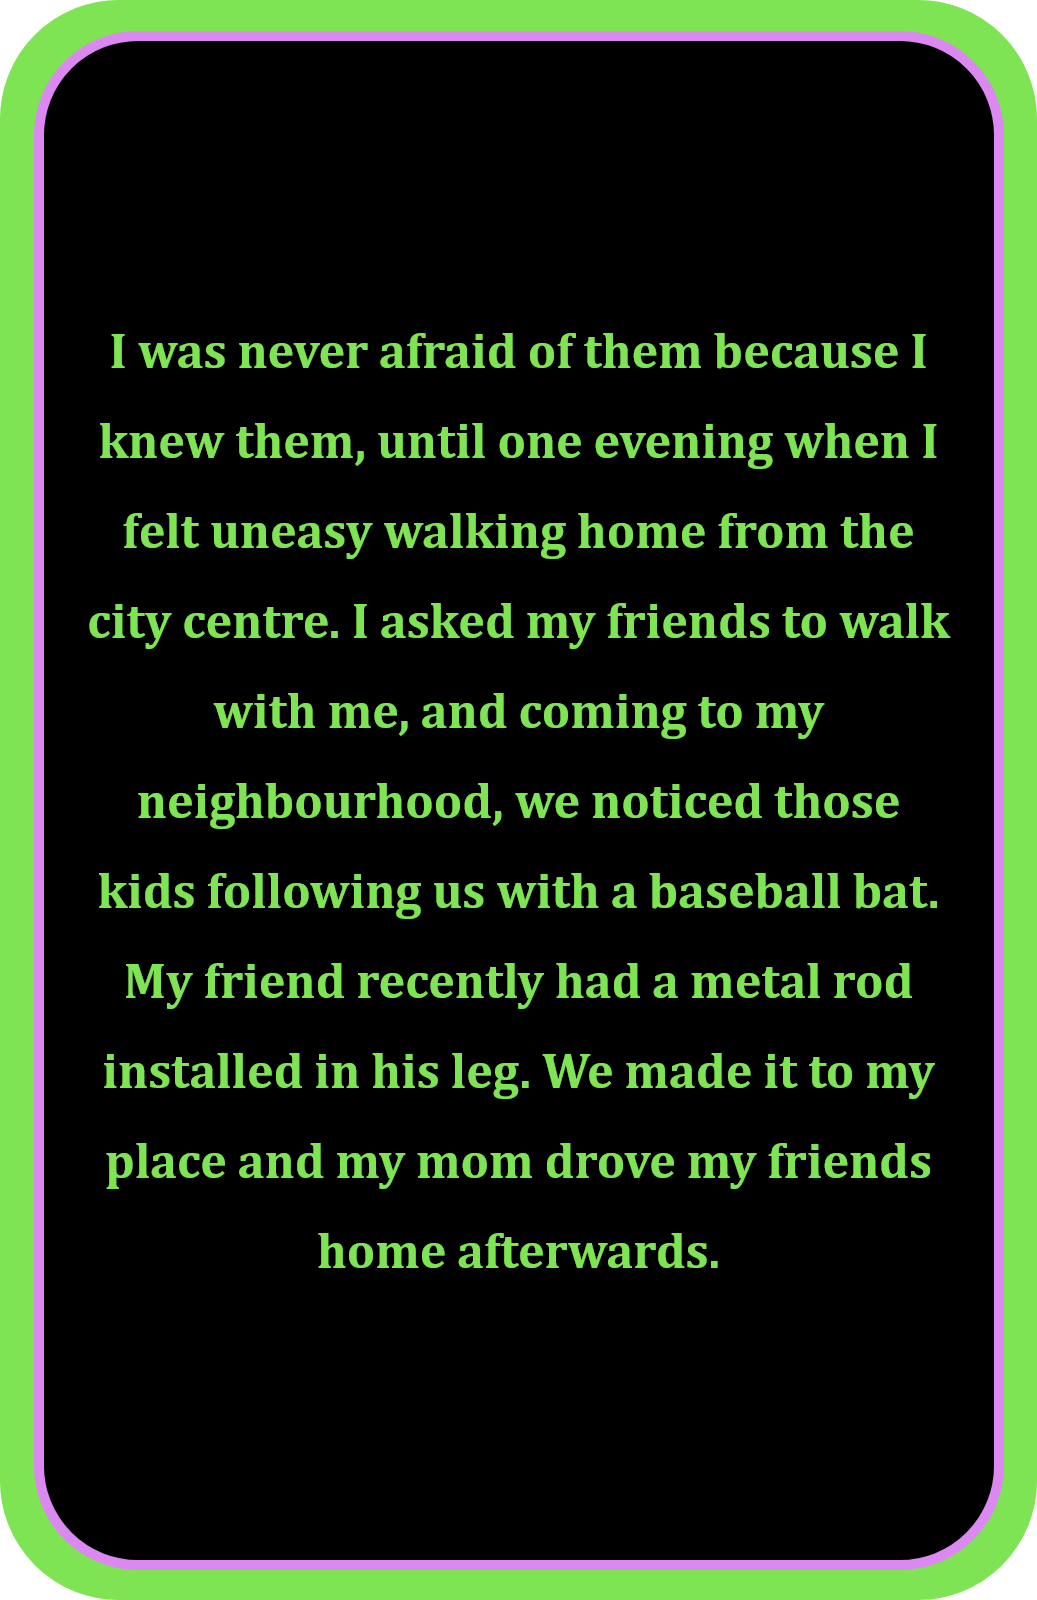 I was never afraid of them because I
knew them, until one evening when I
felt uneasy walking home from the
city centre. I asked my friends to walk
with me, and coming to my
neighbourhood, we noticed those
kids following us with a baseball bat.
My friend recently had a metal rod
installed in his leg. We made it to my
place and my mom drove my friends
home afterwards.